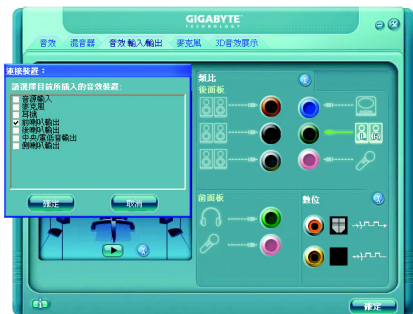 GIGABYTE
TECHNOLOGY
音效 混音器 音效輸入/輸出 麥克風 3D音效展示
連接裝置：
請選擇目前所插入的音效裝置:
音源輸入
麥克風
耳機
前喇叭輸出
後喇叭輸出
中央/重低音輸出
側喇叭輸出
確定 取消
類比
後面板
前面板
數位
確定